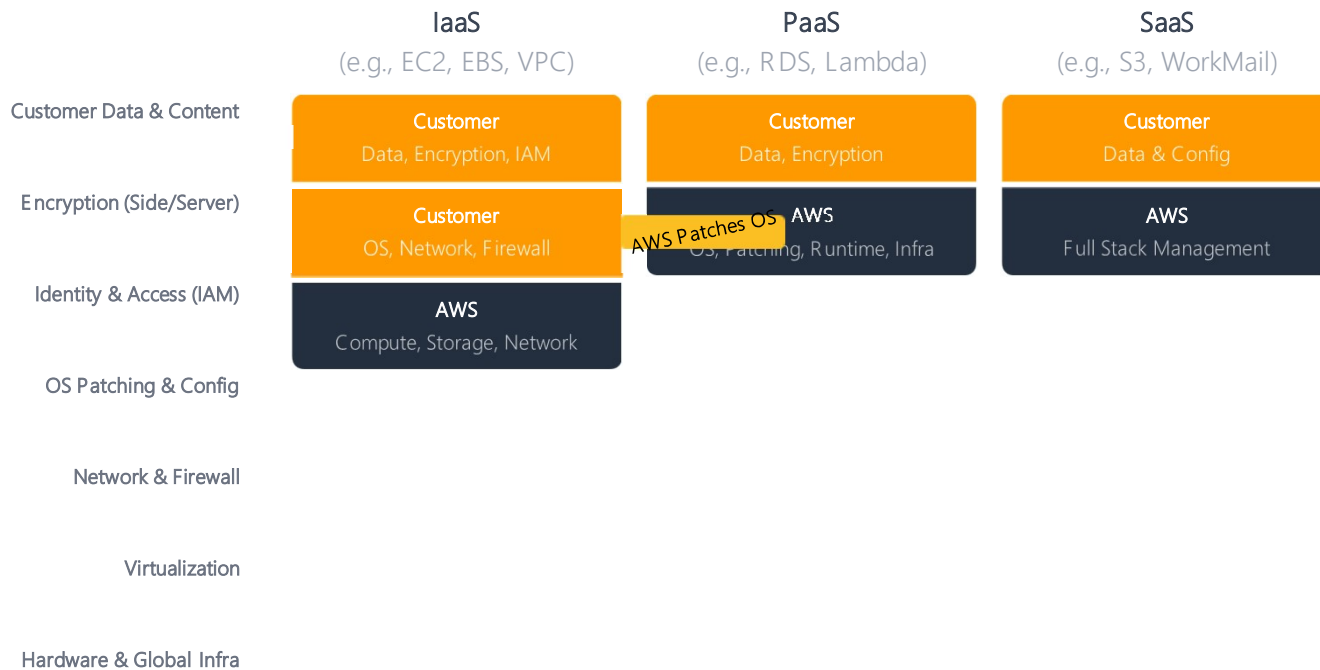 IaaS
(e.g., EC2, EBS, VPC)
PaaS
(e.g., RDS, Lambda)
SaaS
(e.g., S3, WorkMail)
Customer Data & Content
Encryption (Side/Server)
Identity & Access (IAM)
OS Patching & Config
Network & Firewall
Virtualization
Hardware & Global Infra
Customer
Data, Encryption, IAM
Customer
OS, Network, Firewall
AWS
Compute, Storage, Network
Customer
Data, Encryption
AWS Patches OS
AWS
OS, Patching, Runtime, Infra
Customer
Data & Config
AWS
Full Stack Management